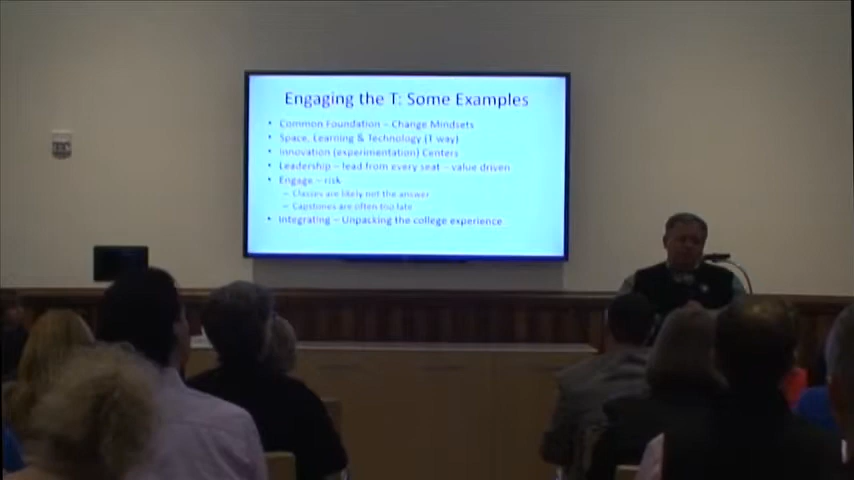 Engaging the T: Some Examples
• Common Foundation – Change Mindsets
• Space, Learning & Technology (T way)
• Innovation (experimentation) Centers
• Leadership – lead from every seat – value driven
• Engage – risk
– Classes are likely not the answer
– Capstones are often too late
• Integrating – Unpacking the college experience